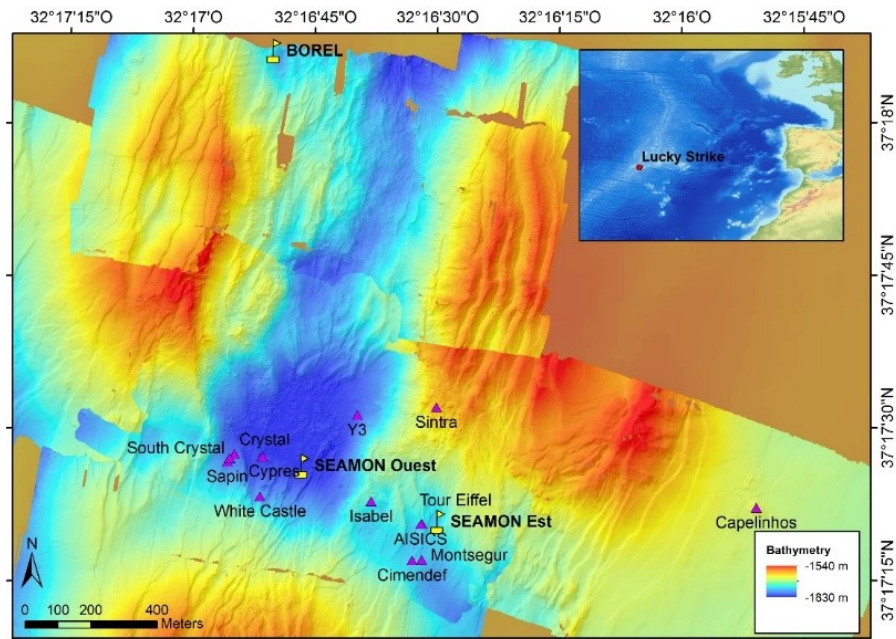 32°17'15"O 32°17'O 32°16'45"O 32°16'30"O 32°16'15"O 32°16'O 32°15'45"O
BOREL
Lucky Strike
37°18'N
37°17'45"N
37°17'30"N
37°17'15"N
Y3
Sintra
South Crystal
Crystal
Sapin
Cypres
SEAMON Ouest
White Castle
Isabel
Tour Eiffel
SEAMON Est
AISICS
Montsegur
Cimendef
Capelinhos
Bathymetry
-1540 m
-1830 m
N
0 100 200 400
Meters